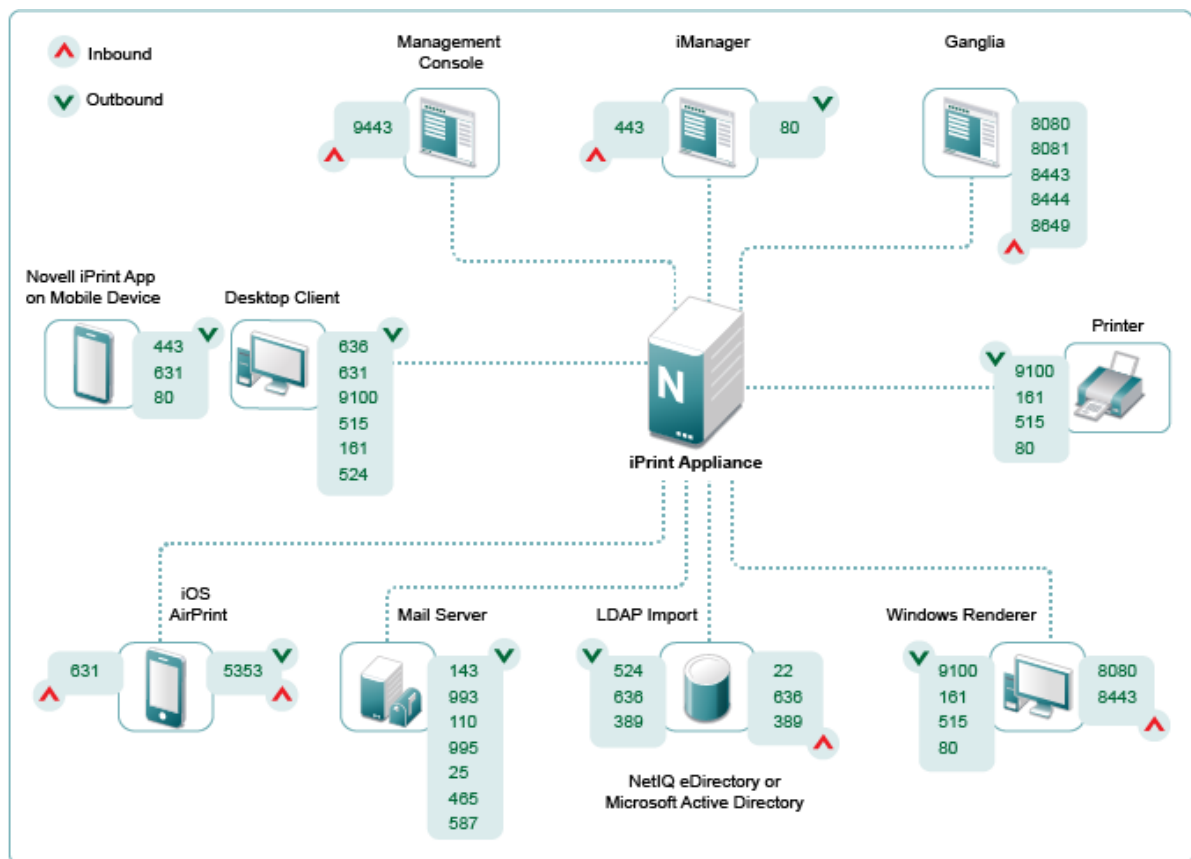 Inbound
Outbound
Management
Console
9443
iManager
443
80
Ganglia
8080
8081
8443
8444
8649
Novell iPrint App
on Mobile Device
443
631
80
Desktop Client
636
631
9100
515
161
524
N
iPrint Appliance
Printer
9100
161
515
80
iOS
AirPrint
631
5353
Mail Server
143
993
110
995
25
465
587
LDAP Import
524
636
389
22
636
389
NetIQ eDirectory or
Microsoft Active Directory
Windows Renderer
9100
161
515
80
8080
8443